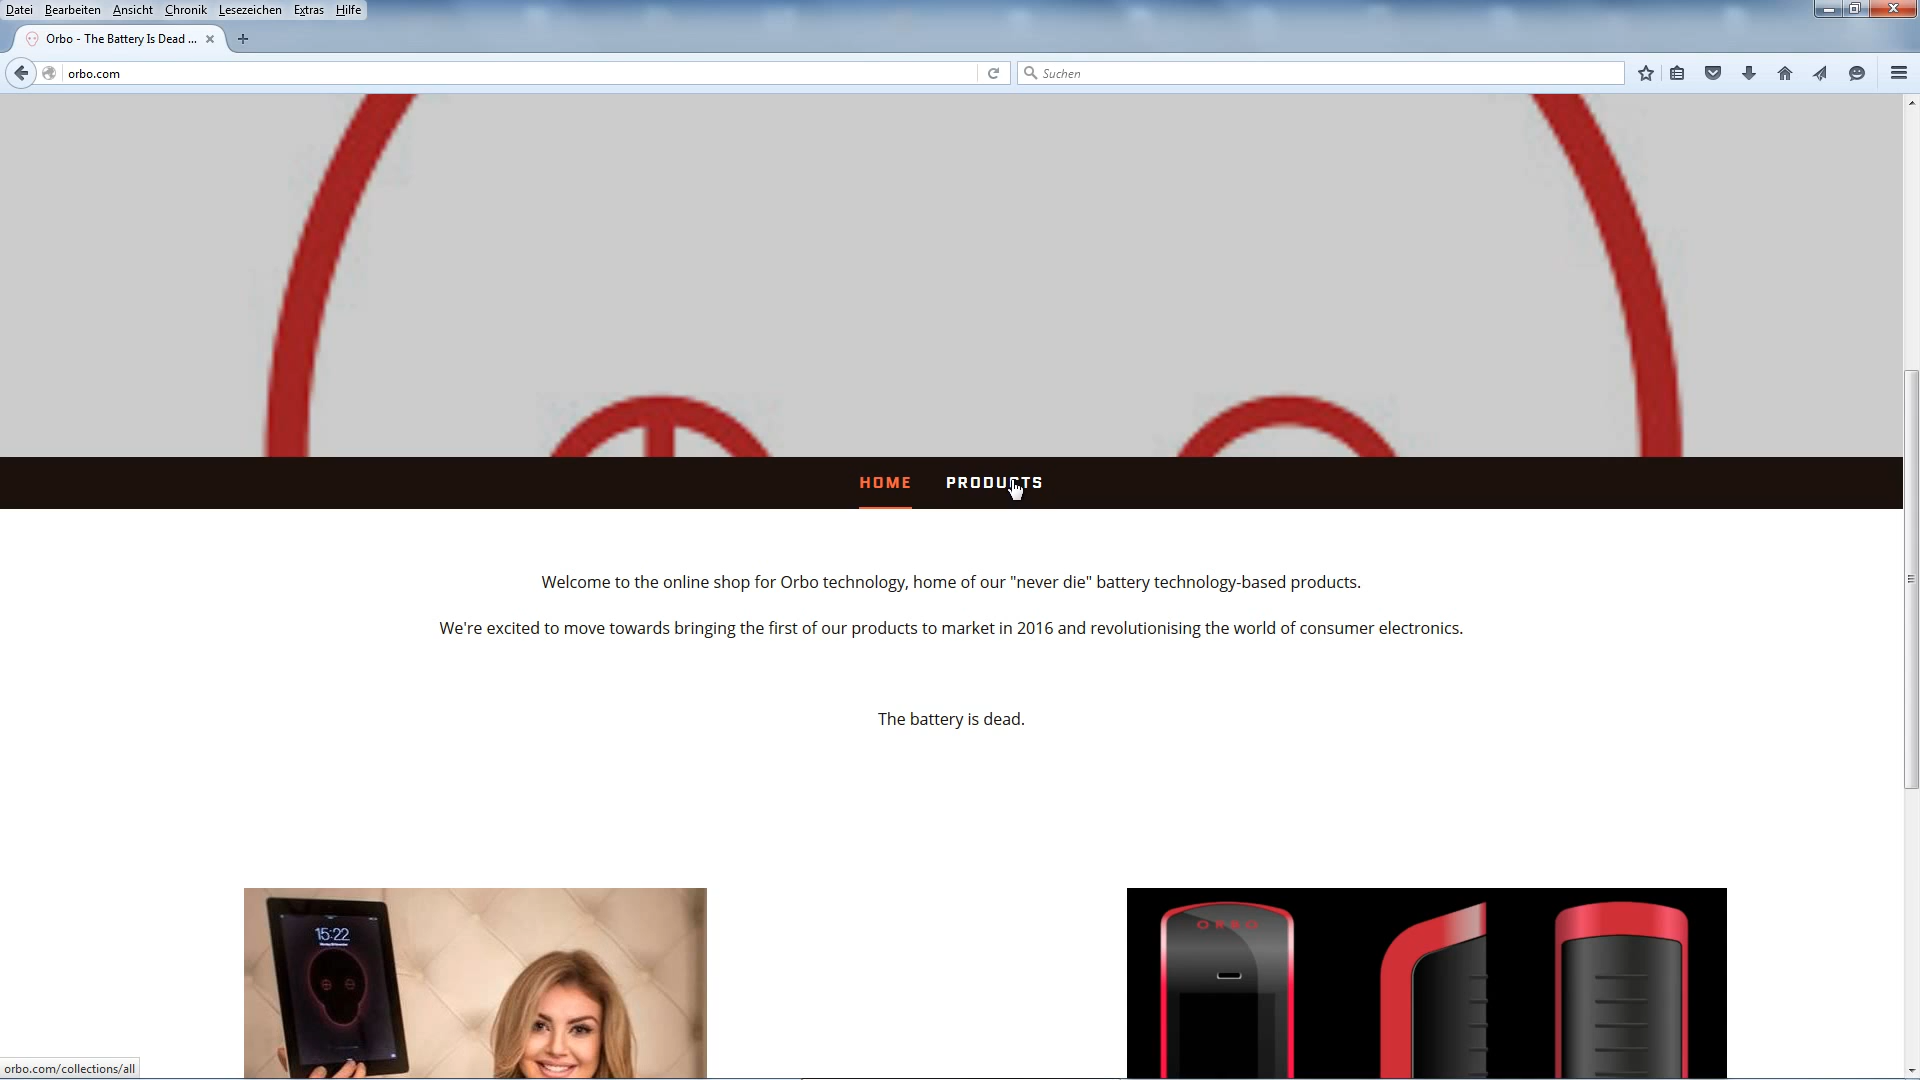 Datei Bearbeiten Ansicht Chronik Lesezeichen Extras Hilfe
Orbo - The Battery Is Dead ...
orbo.com
Suchen
HOME PRODUCTS
Welcome to the online shop for Orbo technology, home of our "never die" battery technology-based products.
We're excited to move towards bringing the first of our products to market in 2016 and revolutionising the world of consumer electronics.
The battery is dead.
15:22
ORBO
orbo.com/collections/all